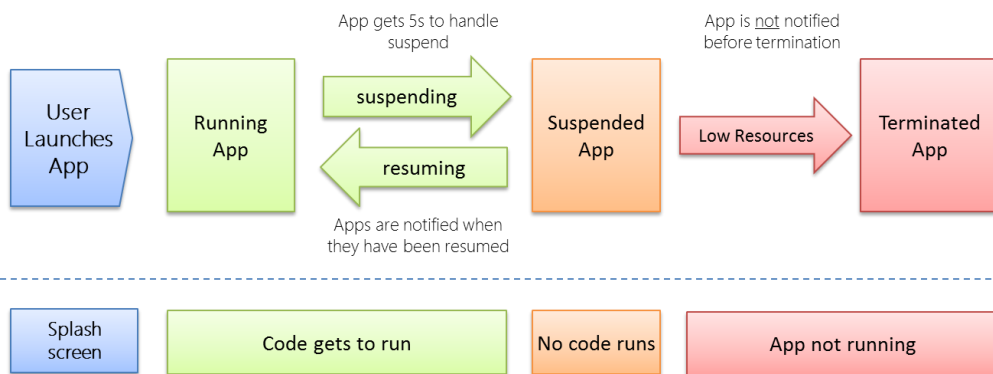 App gets 5s to handle
suspend
App is not notified
before termination
User
Launches
App
Running
App
suspending
resuming
Suspended
App
Low Resources
Terminated
App
Apps are notified when
they have been resumed
Splash
screen
Code gets to run
No code runs
App not running